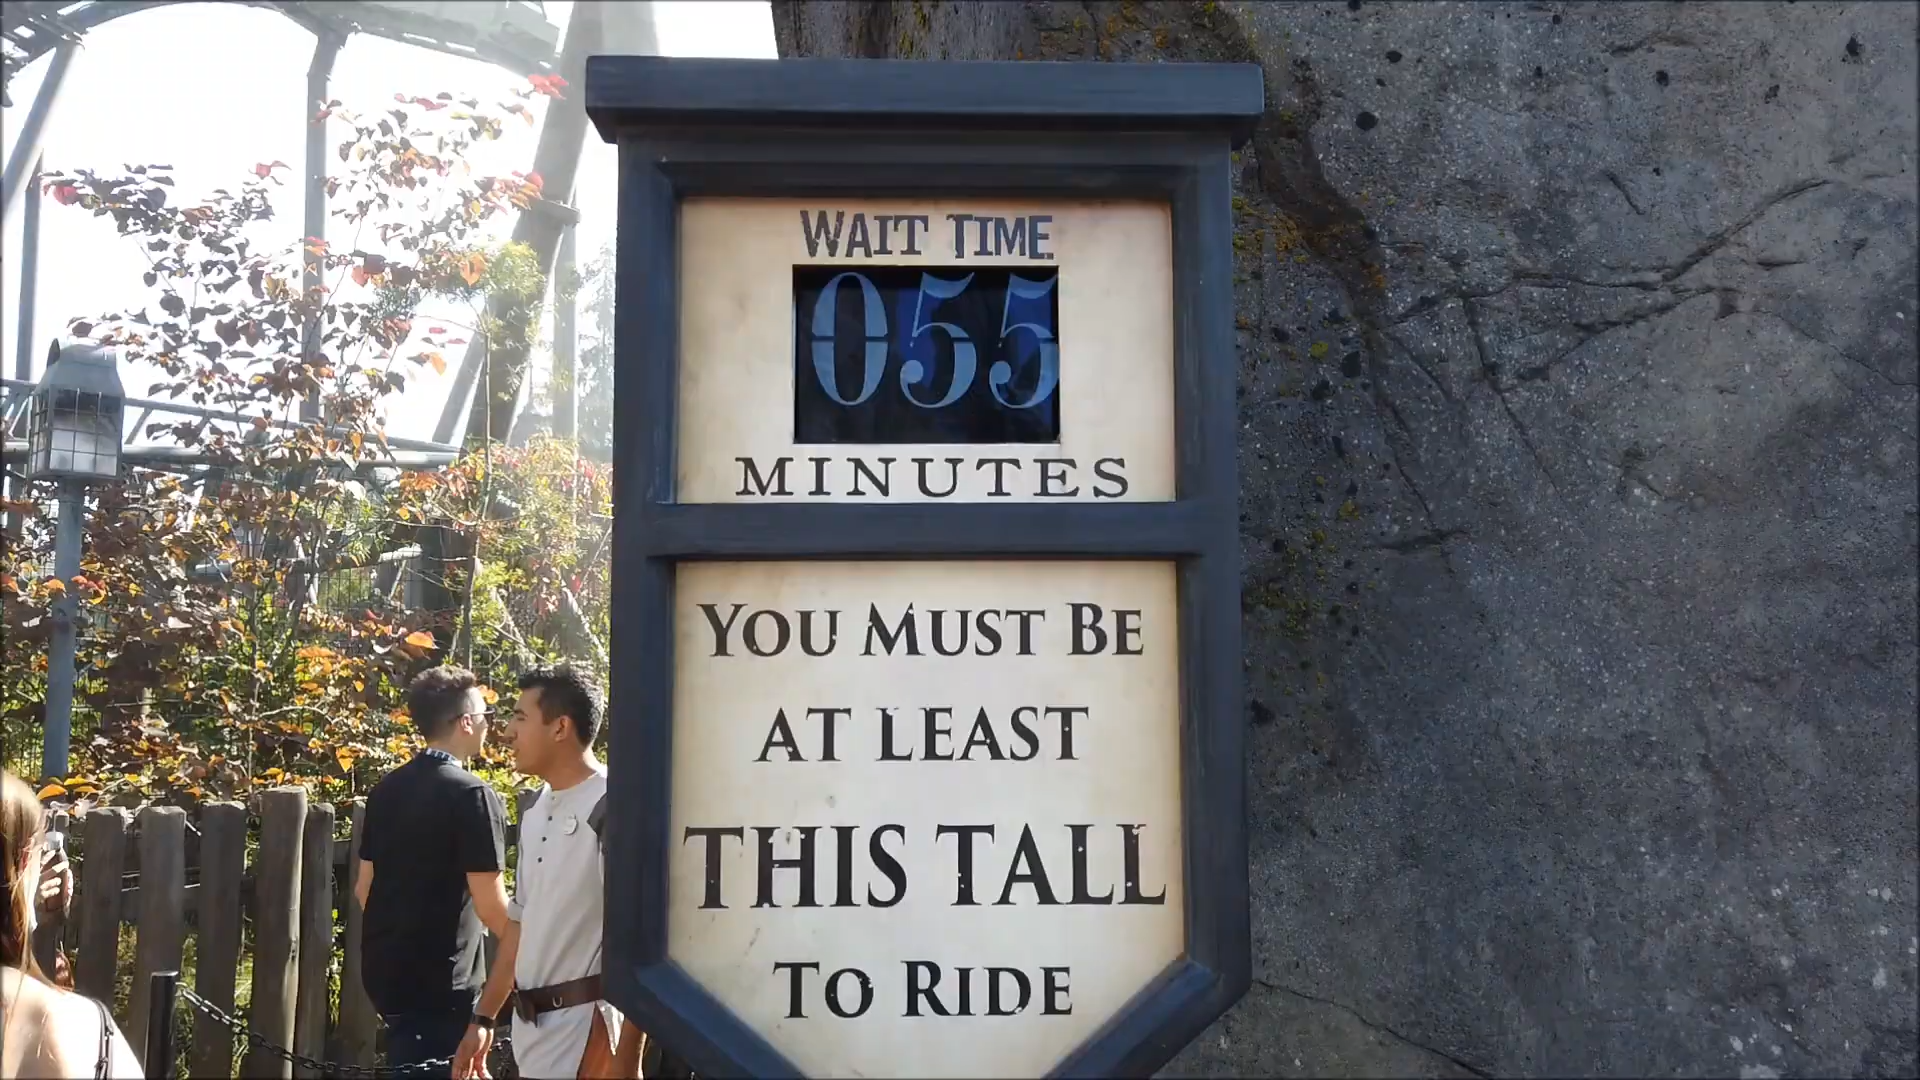 WAIT TIME
055
MINUTES
YOU MUST BE
AT LEAST
THIS TALL
TO RIDE